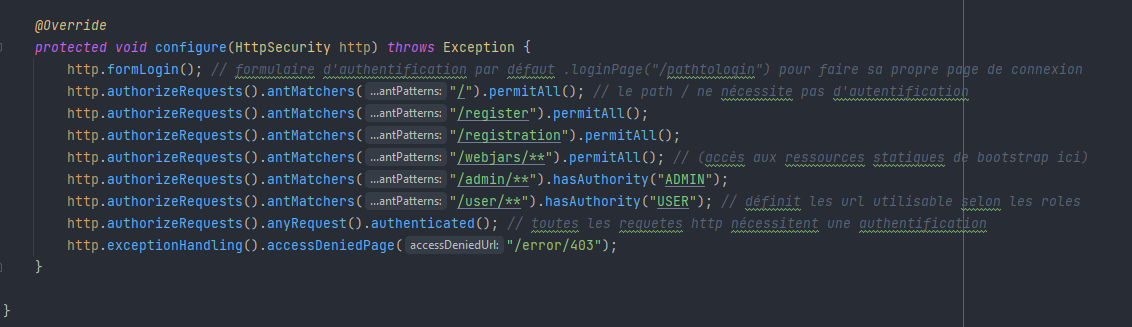 @Override
protected void configure(HttpSecurity http) throws Exception {
http.formLogin(); // formulaire d'authentification par défaut .loginPage("/pathtologin") pour faire sa propre page de connexion
http.authorizeRequests().antMatchers( ...antPatterns: "/").permitAll(); // le path / ne nécessite pas d'autentification
http.authorizeRequests().antMatchers( ...antPatterns: "/register").permitAll();
http.authorizeRequests().antMatchers( ...antPatterns: "/registration").permitAll();
http.authorizeRequests().antMatchers( ...antPatterns: "/webjars/**").permitAll(); // (accès aux ressources statiques de bootstrap ici)
http.authorizeRequests().antMatchers( ...antPatterns: "/admin/**").hasAuthority("ADMIN");
http.authorizeRequests().antMatchers( ...antPatterns: "/user/**").hasAuthority("USER"); // définit les url utilisable selon les roles
http.authorizeRequests().anyRequest().authenticated(); // toutes les requetes http nécessitent une authentification
http.exceptionHandling().accessDeniedPage( accessDeniedUrl: "/error/403");
}
}